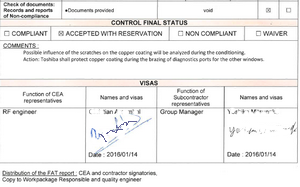 Check of documents:
Records and reports
of Non-compliance
•Documents provided
void
☒
☐
CONTROL FINAL STATUS
☐ COMPLIANT ☒ ACCEPTED WITH RESERVATION ☐ NON COMPLIANT ☐ WAIVER
COMMENTS :
Possible influence of the scratches on the copper coating will be analyzed during the conditioning.
Action: Toshiba shall protect copper coating during the brazing of diagnostics ports for the other windows.
VISAS
Function of CEA
representatives
Names and visas
Function of
Subcontractor
representatives
Names and visas
RF engineer
Group Manager
Date : 2016/01/14
Date : 2016/01/14
Distribution of the FAT report : CEA and contractor signatories,
Copy to Workpackage Responsible and quality engineer